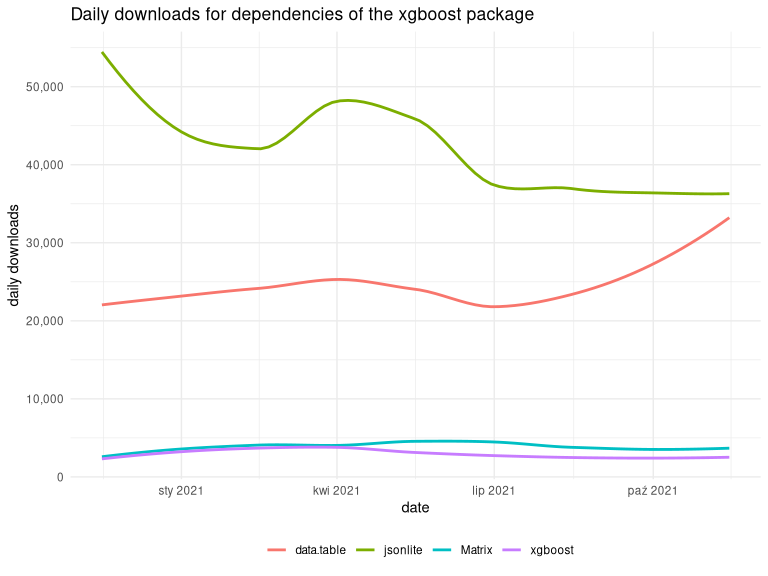 Daily downloads for dependencies of the xgboost package
daily downloads
50,000
40,000
30,000
20,000
10,000
0
sty 2021 kwi 2021 lip 2021 paź 2021
date
data.table jsonlite Matrix xgboost